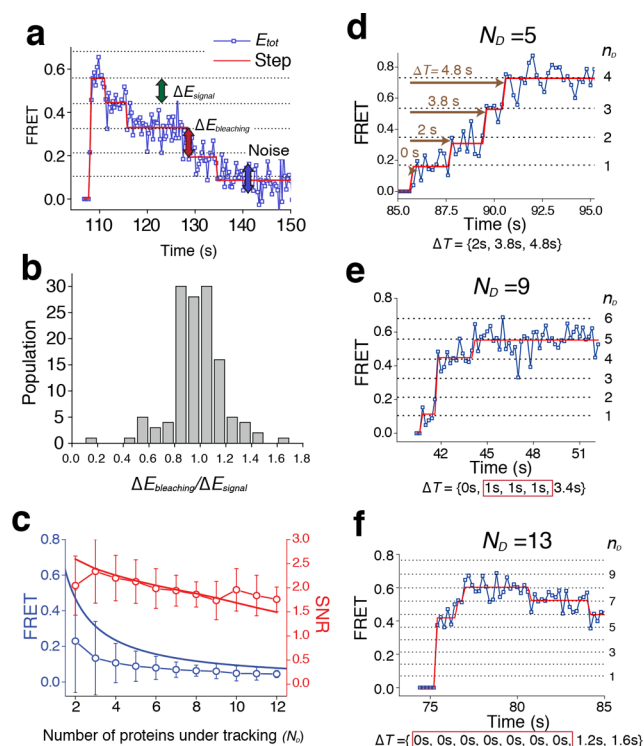 a
E_tot
Step
ΔE_signal
ΔE_bleaching
Noise
FRET
0.6
0.4
0.2
0.0
110
120
130
140
150
Time (s)
b
Population
30
25
20
15
10
5
0
0.0 0.2 0.4 0.6 0.8 1.0 1.2 1.4 1.6 1.8
ΔE_bleaching/ΔE_signal
c
FRET
0.8
0.6
0.4
0.2
0.0
SNR
3.0
2.5
2.0
1.5
1.0
0.5
0.0
2 4 6 8 10 12
Number of proteins under tracking (N_D)
d
N_D =5
n_D
FRET
0.8
0.6
0.4
0.2
0.0
ΔT= 4.8 s
3.8 s
2 s
0 s
4
3
2
1
85.0 87.5 90.0 92.5 95.0
Time (s)
ΔT = {2s, 3.8s, 4.8s}
e
N_D =9
n_D
FRET
0.8
0.6
0.4
0.2
0.0
6
5
4
3
2
1
42 45 48 51
Time (s)
ΔT = {0s, 1s, 1s, 1s, 3.4s}
f
N_D =13
n_D
FRET
0.8
0.6
0.4
0.2
0.0
9
7
5
3
1
75 80 85
Time (s)
ΔT={ 0s, 0s, 0s, 0s, 0s, 0s, 0s, 1.2s, 1.6s}